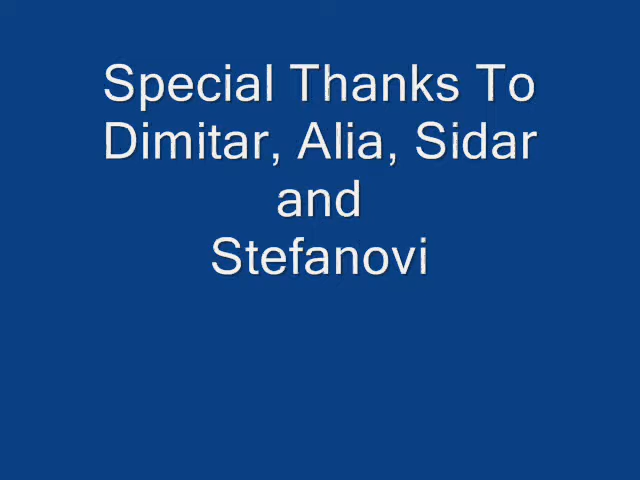 Special Thanks To
Dimitar, Alia, Sidar
and
Stefanovi